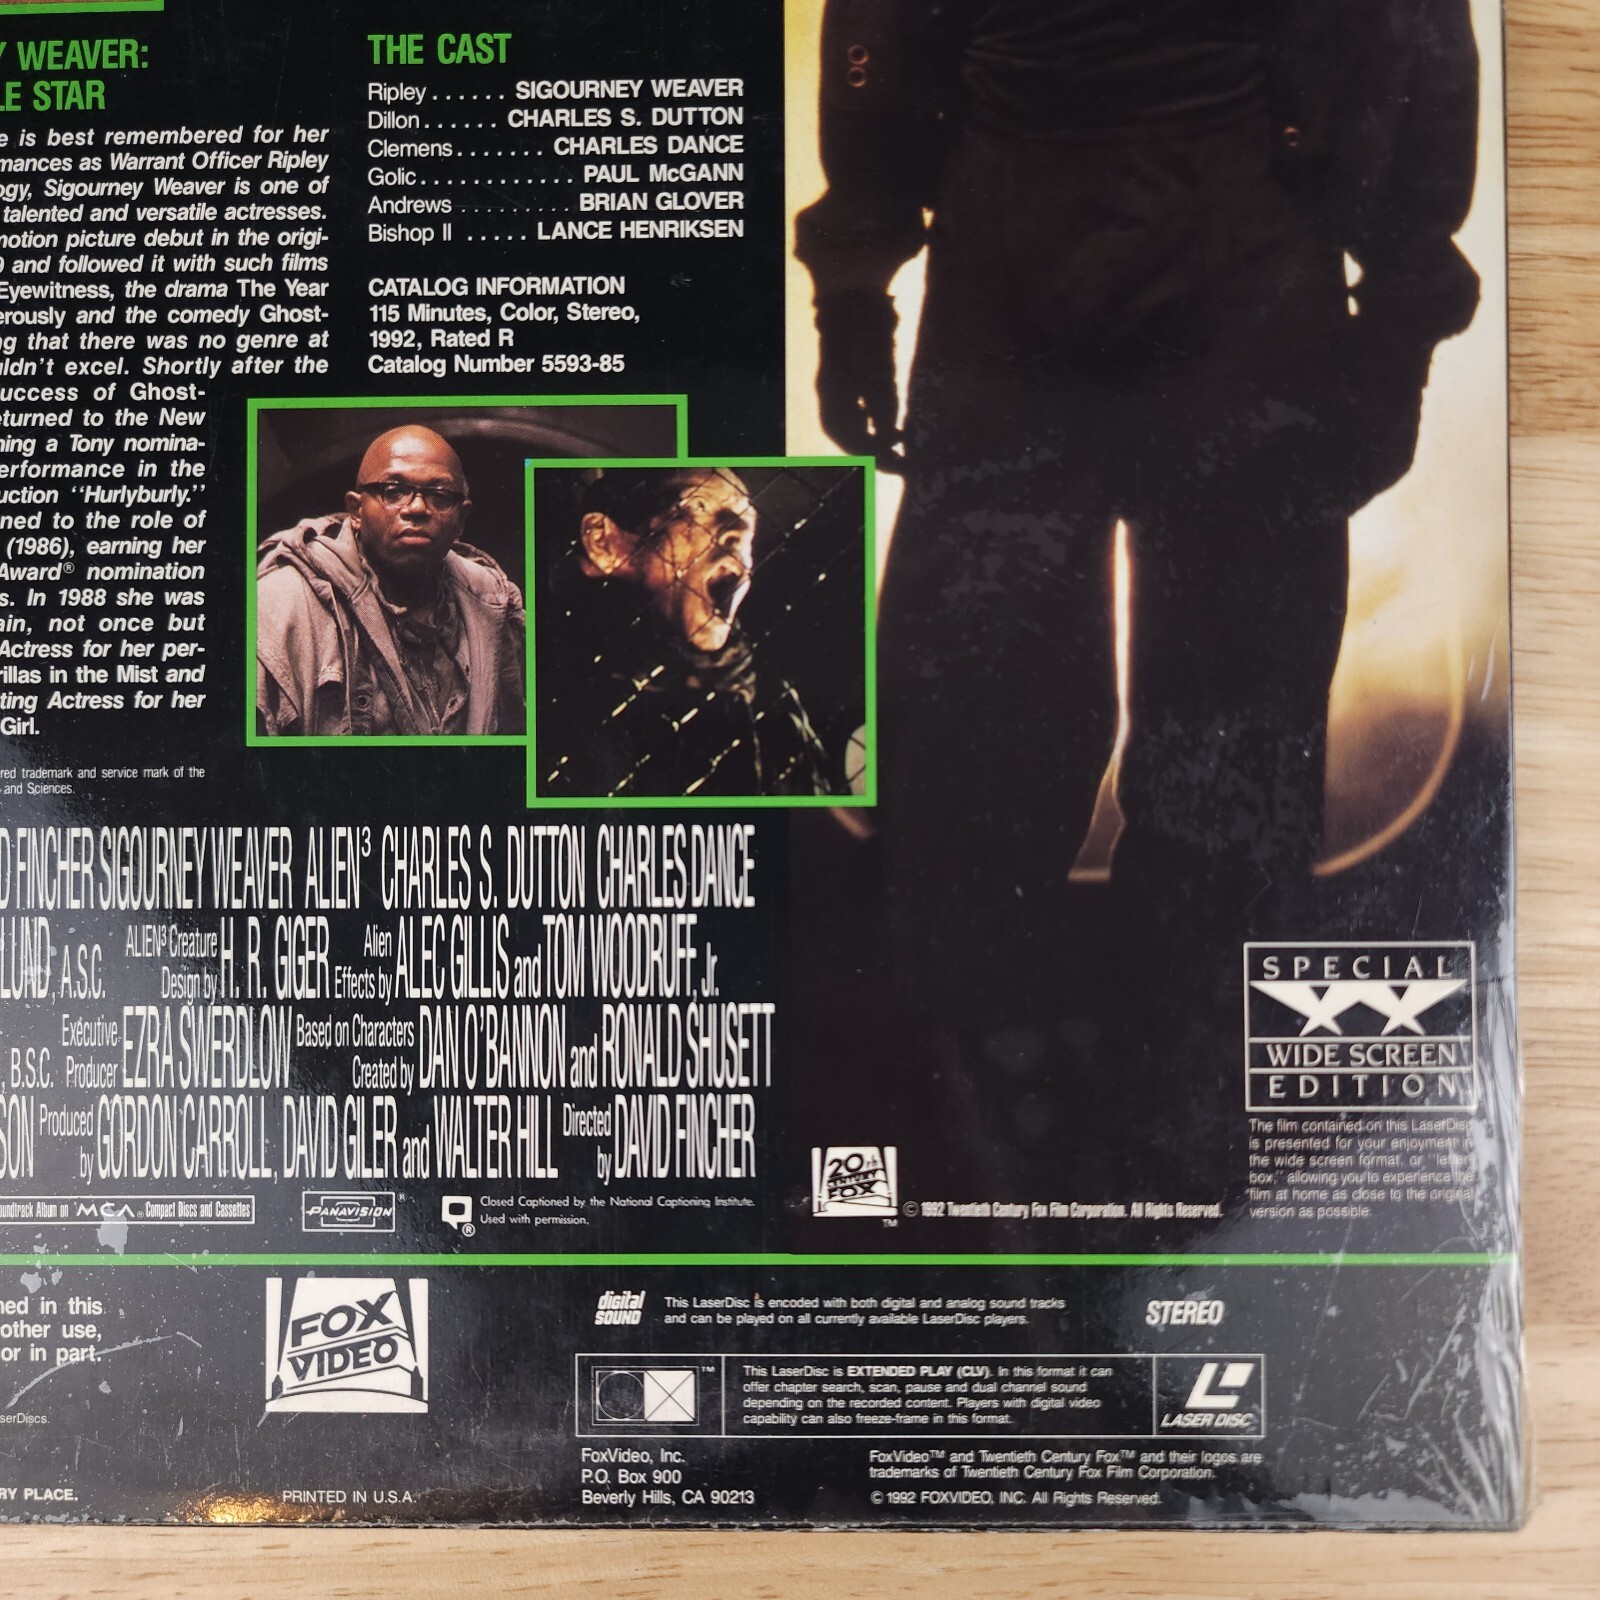 Y WEAVER:
LE STAR
e is best remembered for her
mances as Warrant Officer Ripley
ogy, Sigourney Weaver is one of
talented and versatile actresses.
motion picture debut in the origi-
9 and followed it with such films
Eyewitness, the drama The Year
erously and the comedy Ghost-
ng that there was no genre at
uldn't excel. Shortly after the
uccess of Ghost-
eturned to the New
ning a Tony nomina-
erformance in the
uction "Hurlyburly."
ned to the role of
(1986), earning her
Award® nomination
s. In 1988 she was
ain, not once but
Actress for her per-
rillas in the Mist and
ting Actress for her
Girl.
red trademark and service mark of the
and Sciences.
THE CAST
Ripley . . . . . . SIGOURNEY WEAVER
Dillon . . . . . . CHARLES S. DUTTON
Clemens . . . . . . . CHARLES DANCE
Golic . . . . . . . . . . . . PAUL McGANN
Andrews . . . . . . . . . BRIAN GLOVER
Bishop II . . . . . LANCE HENRIKSEN
CATALOG INFORMATION
115 Minutes, Color, Stereo,
1992, Rated R
Catalog Number 5593-85
D FINCHER SIGOURNEY WEAVER ALIEN³ CHARLES S. DUTTON CHARLES DANCE
LUND, A.S.C. ALIEN³ Creature Design by H. R. GIGER Alien Effects by ALEC GILLIS and TOM WOODRUFF, Jr.
, B.S.C. Executive Producer EZRA SWERDLOW Based on Characters Created by DAN O'BANNON and RONALD SHUSETT
SON Produced by GORDON CARROLL, DAVID GILER and WALTER HILL Directed by DAVID FINCHER
oundtrack Album on MCA® Compact Discs and Cassettes
PANAVISION®
Closed Captioned by the National Captioning Institute.
Used with permission.
20th
CENTURY
FOX
TM
© 1992 Twentieth Century Fox Film Corporation. All Rights Reserved.
SPECIAL
WIDE SCREEN
EDITION
The film contained on this LaserDisc
is presented for your enjoyment in
the wide screen format, or "letter-
box," allowing you to experience the
film at home as close to the original
version as possible.
ned in this
other use,
or in part.
serDiscs.
RY PLACE.
FOX
VIDEO
PRINTED IN U.S.A.
digital
SOUND
This LaserDisc is encoded with both digital and analog sound tracks
and can be played on all currently available LaserDisc players.
STEREO
™
This LaserDisc is EXTENDED PLAY (CLV). In this format it can
offer chapter search, scan, pause and dual channel sound
depending on the recorded content. Players with digital video
capability can also freeze-frame in this format.
LASER DISC
FoxVideo, Inc.
P.O. Box 900
Beverly Hills, CA 90213
FoxVideo™ and Twentieth Century Fox™ and their logos are
trademarks of Twentieth Century Fox Film Corporation.
© 1992 FOXVIDEO, INC. All Rights Reserved.